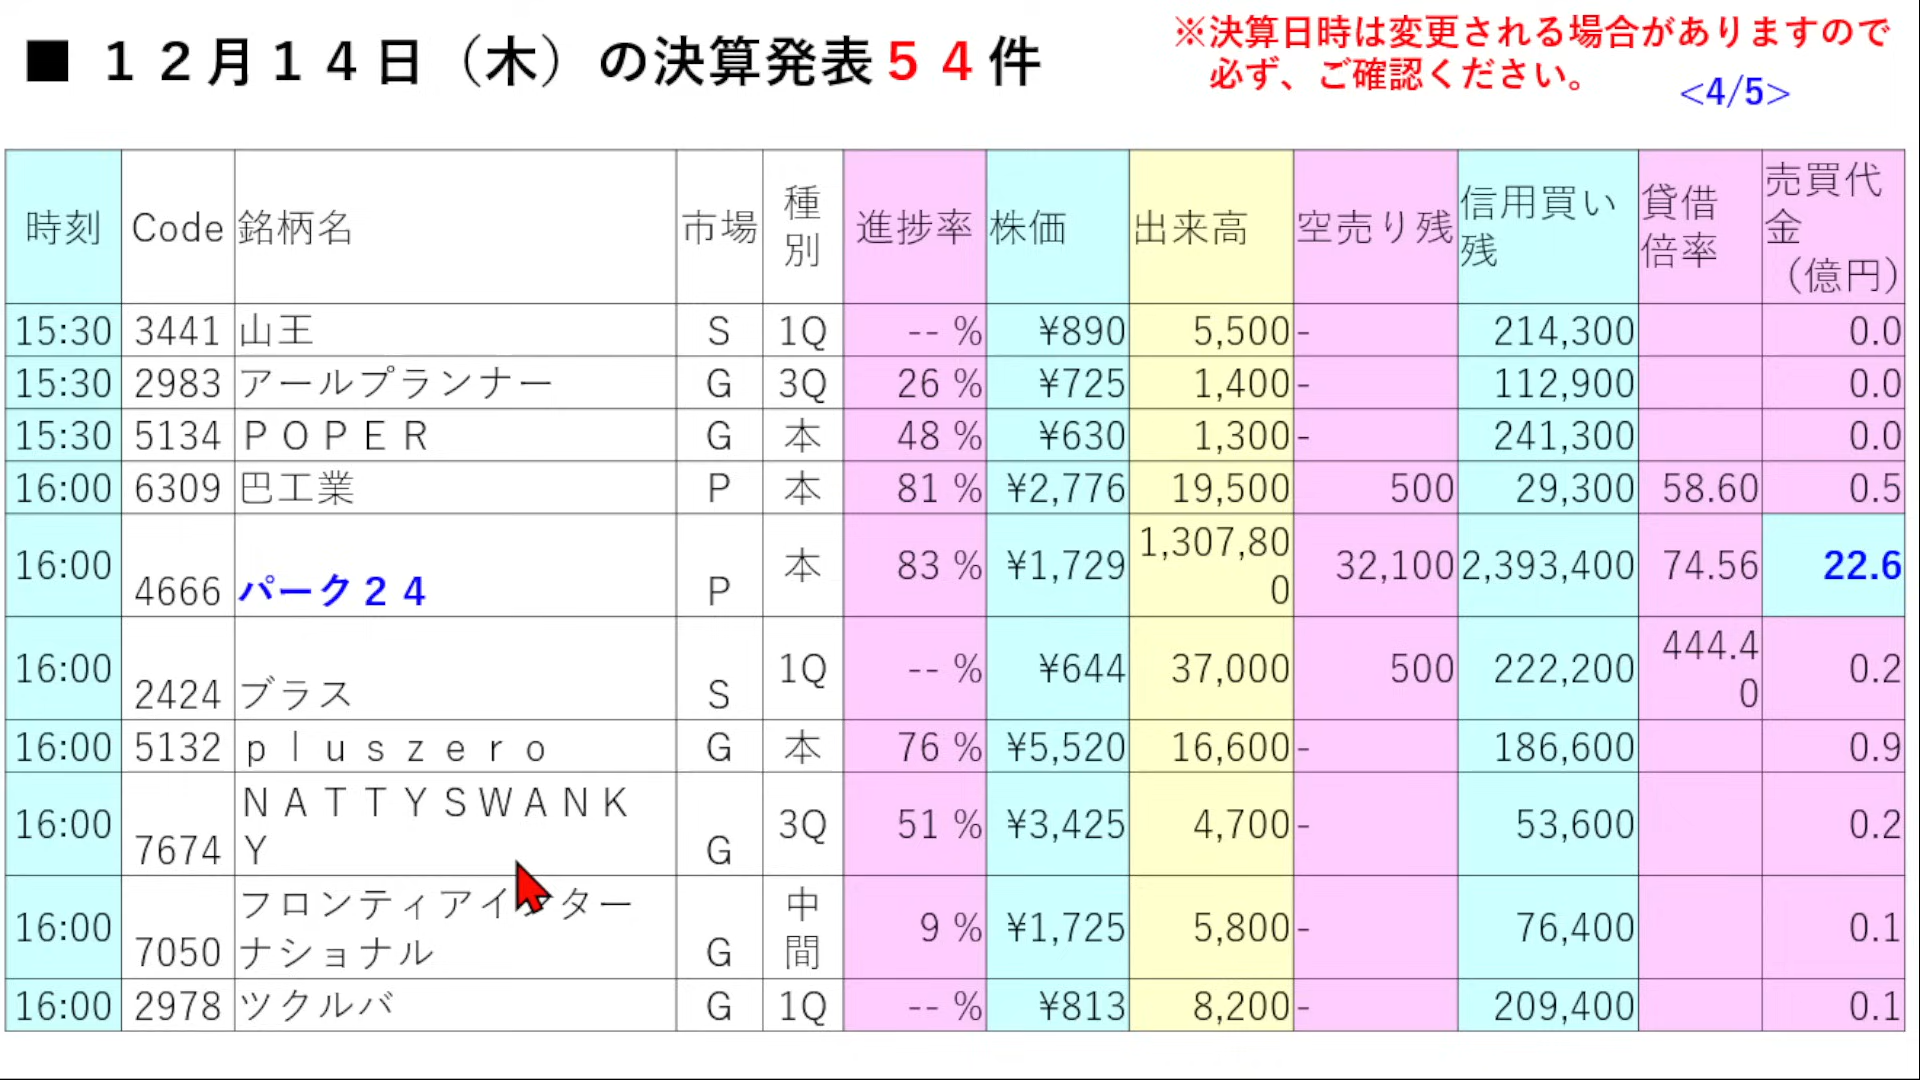 ■ １２月１４日（木）の決算発表５４件
※決算日時は変更される場合がありますので
必ず、ご確認ください。
<4/5>
時刻 Code 銘柄名 市場 種別 進捗率 株価 出来高 空売り残 信用買い残 貸借倍率 売買代金（億円）
15:30 3441 山王 S 1Q -- % ¥890 5,500 - 214,300 0.0
15:30 2983 アールプランナー G 3Q 26 % ¥725 1,400 - 112,900 0.0
15:30 5134 ＰＯＰＥＲ G 本 48 % ¥630 1,300 - 241,300 0.0
16:00 6309 巴工業 P 本 81 % ¥2,776 19,500 500 29,300 58.60 0.5
16:00 4666 パーク２４ P 本 83 % ¥1,729 1,307,800 32,100 2,393,400 74.56 22.6
16:00 2424 ブラス S 1Q -- % ¥644 37,000 500 222,200 444.40 0.2
16:00 5132 ｐｌｕｓｚｅｒｏ G 本 76 % ¥5,520 16,600 - 186,600 0.9
16:00 7674 ＮＡＴＴＹＳＷＡＮＫＹ G 3Q 51 % ¥3,425 4,700 - 53,600 0.2
16:00 7050 フロンティアインターナショナル G 中間 9 % ¥1,725 5,800 - 76,400 0.1
16:00 2978 ツクルバ G 1Q -- % ¥813 8,200 - 209,400 0.1